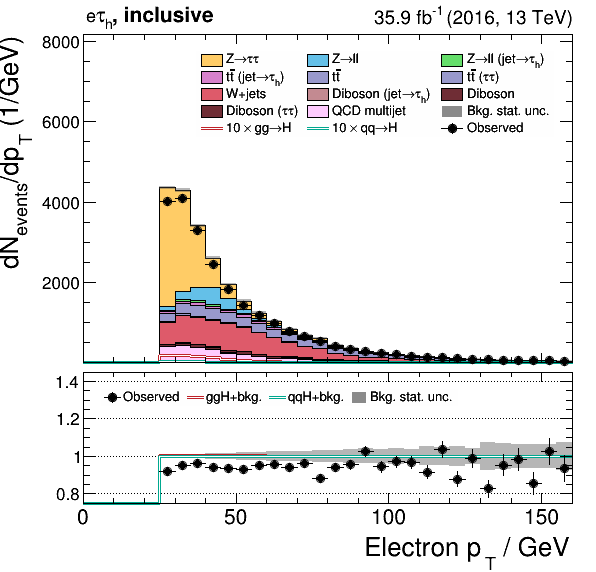 eτh, inclusive 35.9 fb-1 (2016, 13 TeV)
dNevents/dpT (1/GeV)
8000
6000
4000
2000
Z→ττ Z→ll Z→ll (jet→τh)
tt̄ (jet→τh) tt̄ tt̄ (ττ)
W+jets Diboson (jet→τh) Diboson
Diboson (ττ) QCD multijet Bkg. stat. unc.
10 × gg→H 10 × qq→H Observed
1.4
1.2
1
0.8
Observed ggH+bkg. qqH+bkg. Bkg. stat. unc.
0 50 100 150
Electron pT / GeV